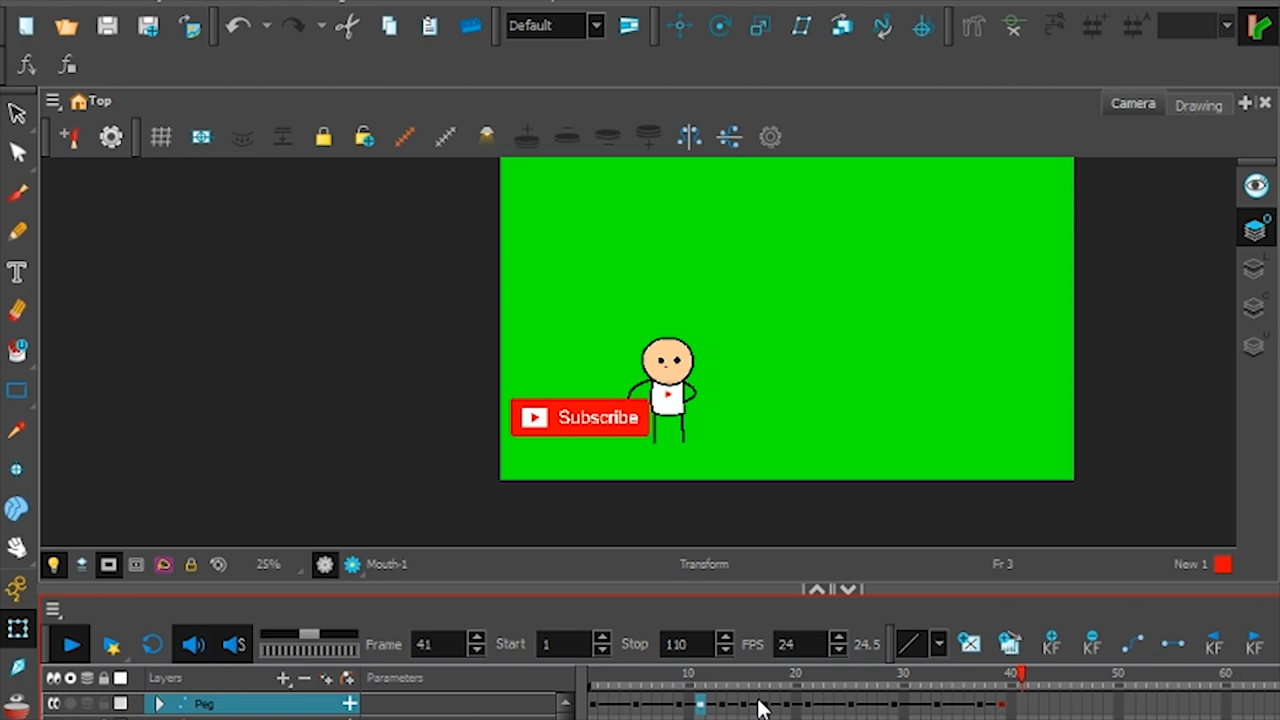 Default
Top
Camera
Drawing
Subscribe
25%
Mouth-1
Transform
Fr 3
New 1
Frame 41 Start 1 Stop 110 FPS 24 24.5
KF KF KF KF
Layers
Parameters
10 20 30 40 50 60
Peg